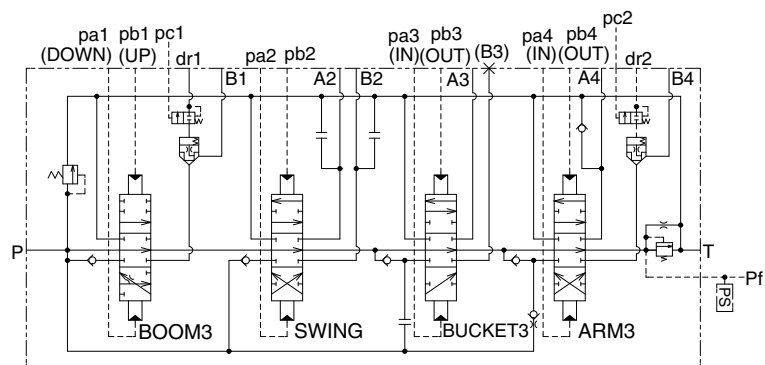 pa1 pb1 pc1
(DOWN) (UP)
dr1
B1 pa2 pb2
A2 B2
pa3 pb3
(IN) (OUT) (B3)
A3
pa4 pb4 pc2
(IN) (OUT)
A4 dr2
B4
P
T
Pf
PS
BOOM3 SWING BUCKET3 ARM3